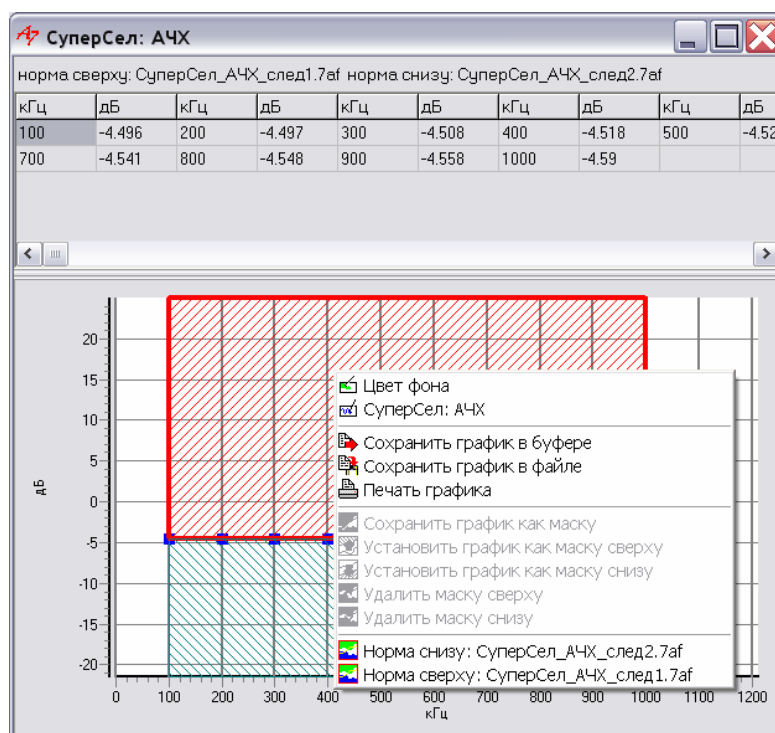 СуперСел: АЧХ
норма сверху: СуперСел_АЧХ_след1.7af норма снизу: СуперСел_АЧХ_след2.7af
кГц дБ кГц дБ кГц дБ кГц дБ кГц дБ
100 -4.496 200 -4.497 300 -4.508 400 -4.518 500 -4.52
700 -4.541 800 -4.548 900 -4.558 1000 -4.59
20
15
10
5
0
-5
-10
-15
-20
дБ
Цвет фона
СуперСел: АЧХ
Сохранить график в буфере
Сохранить график в файле
Печать графика
Сохранить график как маску
Установить график как маску сверху
Установить график как маску снизу
Удалить маску сверху
Удалить маску снизу
Норма снизу: СуперСел_АЧХ_след2.7af
Норма сверху: СуперСел_АЧХ_след1.7af
0 100 200 300 400 500 600 700 800 900 1000 1100 1200
кГц